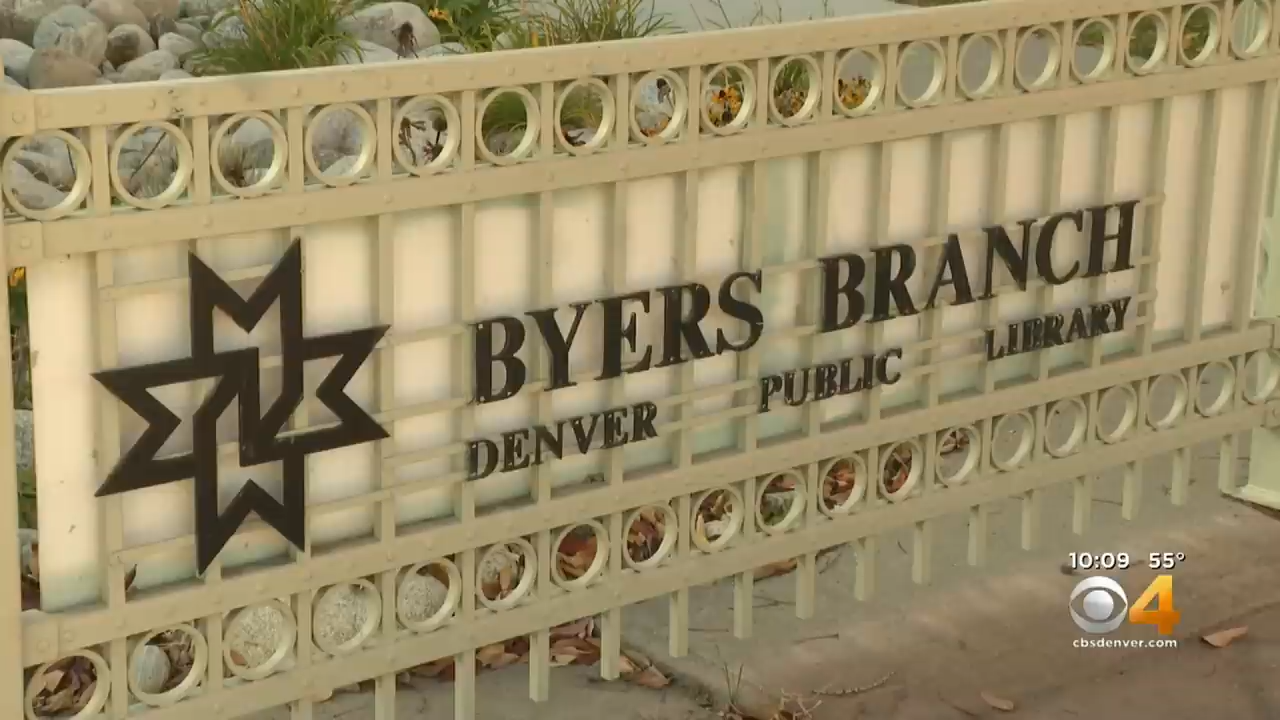 BYERS BRANCH
DENVER PUBLIC LIBRARY
10:09 55°
4
cbsdenver.com